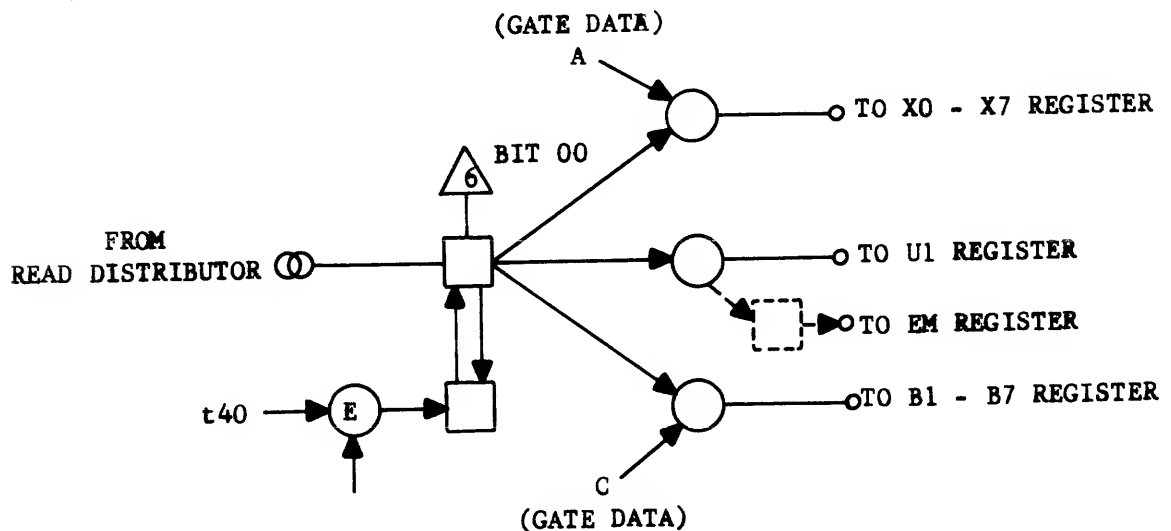 (GATE DATA)
A
TO X0 - X7 REGISTER
6
BIT 00
FROM
READ DISTRIBUTOR
TO U1 REGISTER
TO EM REGISTER
t40
E
TO B1 - B7 REGISTER
C
(GATE DATA)